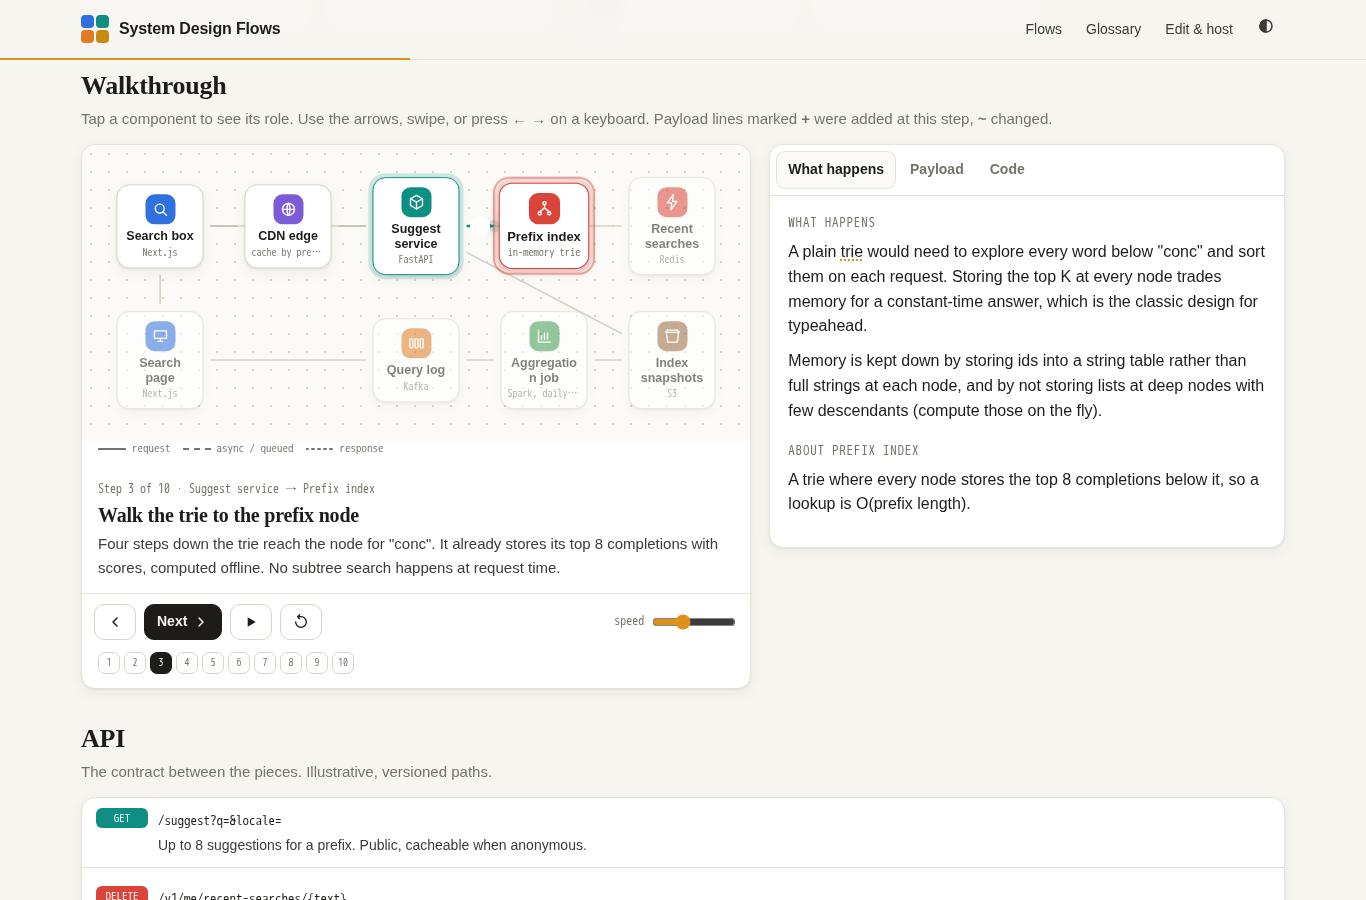 System Design Flows
Flows
Glossary
Edit & host
Walkthrough
Tap a component to see its role. Use the arrows, swipe, or press ← → on a keyboard. Payload lines marked + were added at this step, ~ changed.
Search box
Next.js
CDN edge
cache by pre⋯
Suggest
service
FastAPI
Prefix index
in-memory trie
Recent
searches
Redis
Search
page
Next.js
Query log
Kafka
Aggregatio
n job
Spark, daily⋯
Index
snapshots
S3
request
async / queued
response
Step 3 of 10 · Suggest service → Prefix index
Walk the trie to the prefix node
Four steps down the trie reach the node for "conc". It already stores its top 8 completions with
scores, computed offline. No subtree search happens at request time.
Next
speed
1 2 3 4 5 6 7 8 9 10
What happens
Payload
Code
WHAT HAPPENS
A plain trie would need to explore every word below "conc" and sort
them on each request. Storing the top K at every node trades
memory for a constant-time answer, which is the classic design for
typeahead.
Memory is kept down by storing ids into a string table rather than
full strings at each node, and by not storing lists at deep nodes with
few descendants (compute those on the fly).
ABOUT PREFIX INDEX
A trie where every node stores the top 8 completions below it, so a
lookup is O(prefix length).
API
The contract between the pieces. Illustrative, versioned paths.
GET
/suggest?q=&locale=
Up to 8 suggestions for a prefix. Public, cacheable when anonymous.
DELETE
/v1/me/recent-searches/{text}